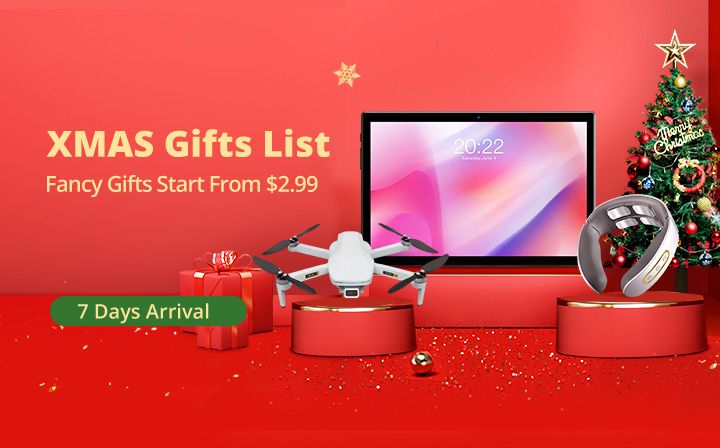 XMAS Gifts List
Fancy Gifts Start From $2.99
7 Days Arrival
20:22
Merry
Christmas